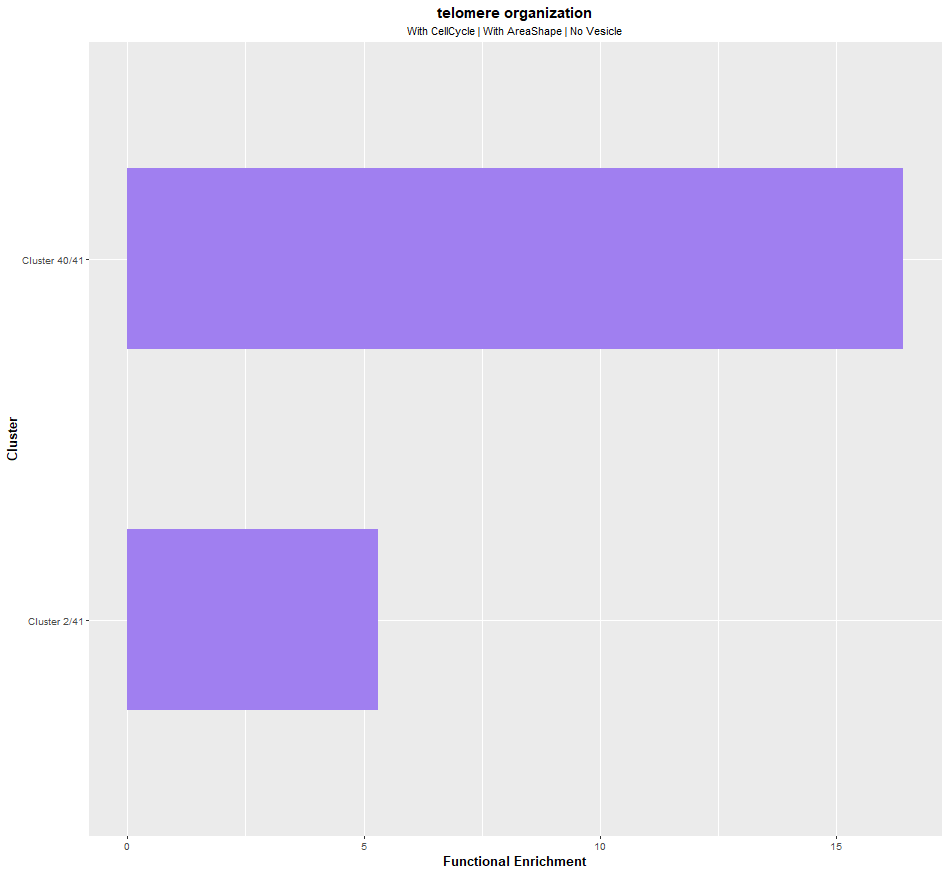 telomere organization
With CellCycle | With AreaShape | No Vesicle
Cluster
Cluster 40/41
Cluster 2/41
0 5 10 15
Functional Enrichment